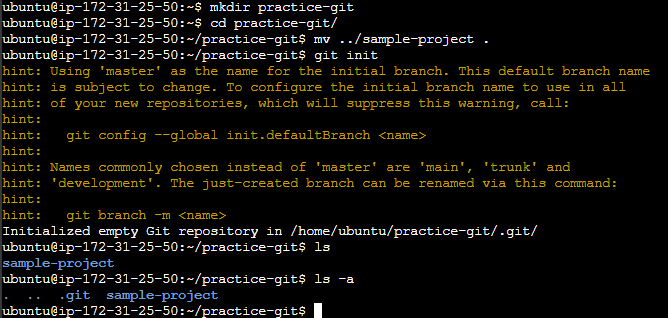 ubuntu@ip-172-31-25-50:~$ mkdir practice-git
ubuntu@ip-172-31-25-50:~$ cd practice-git/
ubuntu@ip-172-31-25-50:~/practice-git$ mv ../sample-project .
ubuntu@ip-172-31-25-50:~/practice-git$ git init
hint: Using 'master' as the name for the initial branch. This default branch name
hint: is subject to change. To configure the initial branch name to use in all
hint: of your new repositories, which will suppress this warning, call:
hint:
hint:   git config --global init.defaultBranch <name>
hint:
hint: Names commonly chosen instead of 'master' are 'main', 'trunk' and
hint: 'development'. The just-created branch can be renamed via this command:
hint:
hint:   git branch -m <name>
Initialized empty Git repository in /home/ubuntu/practice-git/.git/
ubuntu@ip-172-31-25-50:~/practice-git$ ls
sample-project
ubuntu@ip-172-31-25-50:~/practice-git$ ls -a
.  ..  .git  sample-project
ubuntu@ip-172-31-25-50:~/practice-git$